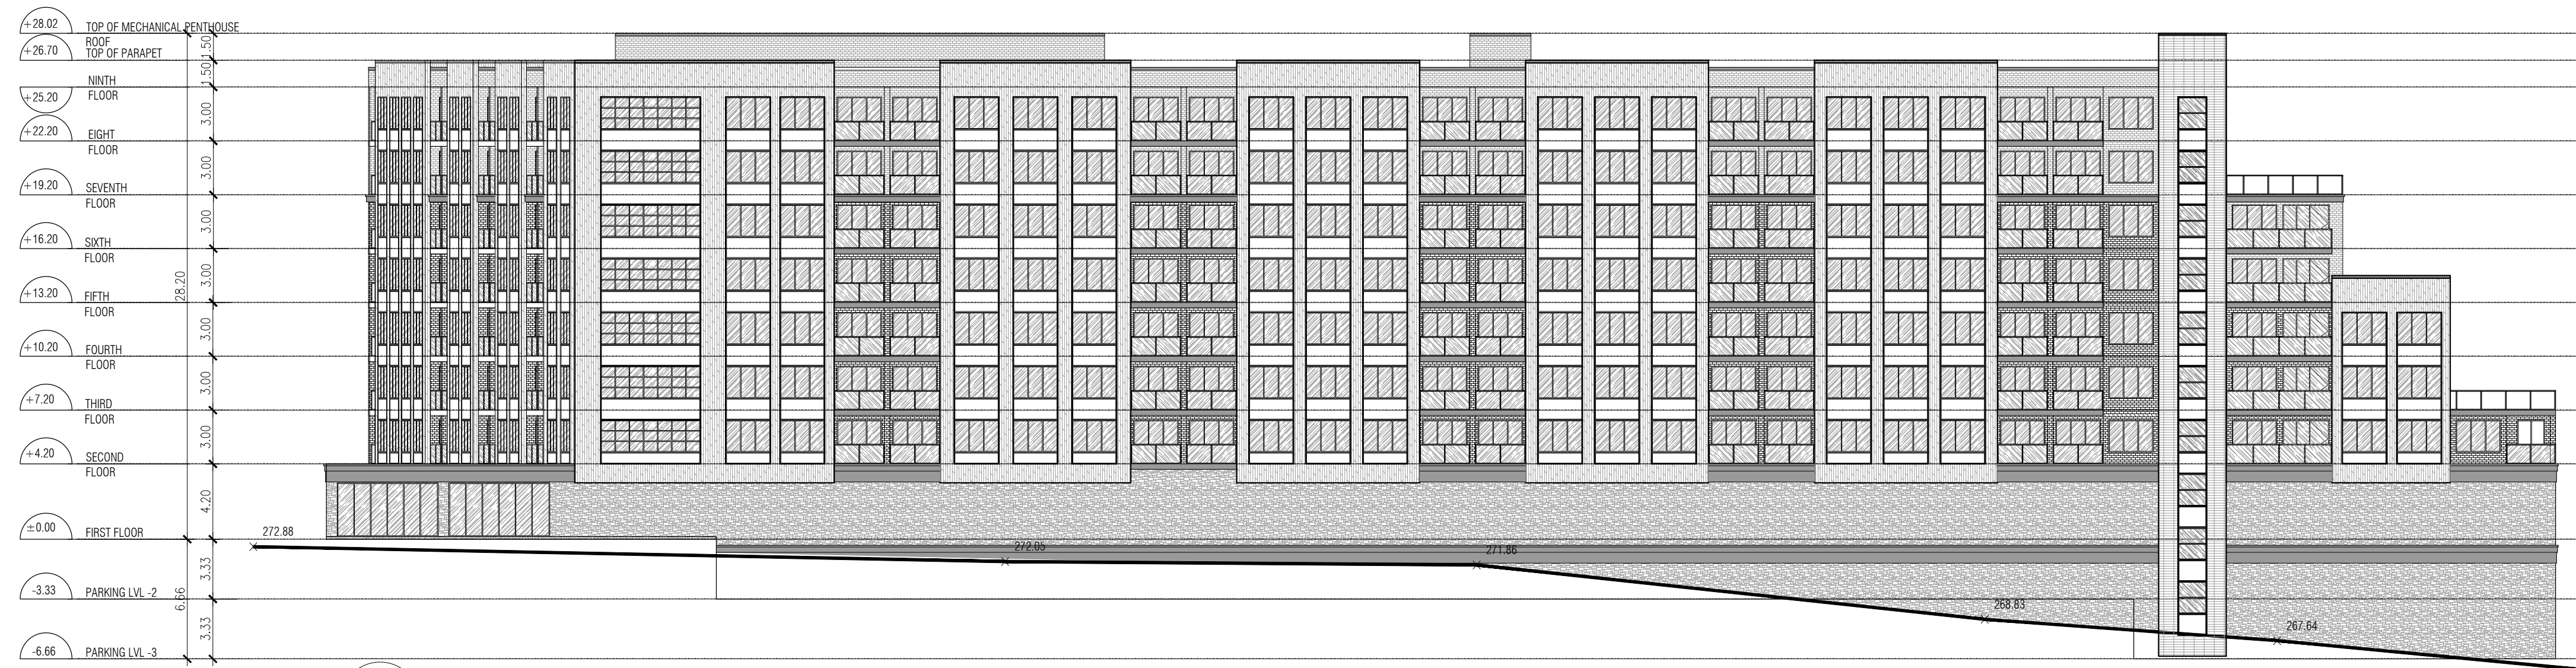 +28.02 TOP OF MECHANICAL PENTHOUSE
1.50
ROOF
+26.70 TOP OF PARAPET
1.50
NINTH
+25.20 FLOOR
3.00
+22.20 EIGHT
FLOOR
3.00
+19.20 SEVENTH
FLOOR
3.00
+16.20 SIXTH
FLOOR
3.00
28.20
+13.20 FIFTH
FLOOR
3.00
+10.20 FOURTH
FLOOR
3.00
+7.20 THIRD
FLOOR
3.00
+4.20 SECOND
FLOOR
4.20
±0.00 FIRST FLOOR
272.88
272.05
271.86
3.33
-3.33 PARKING LVL -2
6.66
268.83
3.33
267.64
-6.66 PARKING LVL -3